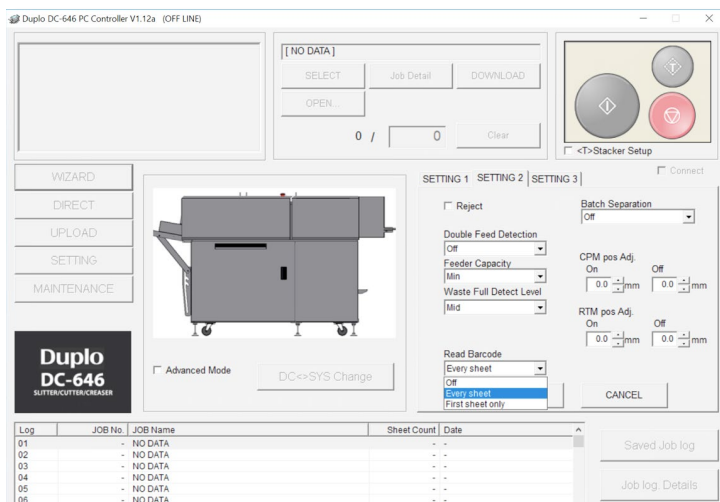 Duplo DC-646 PC Controller V1.12a (OFF LINE)
[ NO DATA ]
SELECT Job Detail DOWNLOAD
OPEN...
0 / 0 Clear
<T>Stacker Setup
Connect
WIZARD
DIRECT
UPLOAD
SETTING
MAINTENANCE
Duplo
DC-646
SLITTER/CUTTER/CREASER
Advanced Mode
DC<>SYS Change
SETTING 1 SETTING 2 SETTING 3
Reject
Batch Separation
Off
Double Feed Detection
Off
Feeder Capacity
Min
Waste Full Detect Level
Mid
CPM pos Adj.
On Off
0.0 mm 0.0 mm
RTM pos Adj.
On Off
0.0 mm 0.0 mm
Read Barcode
Every sheet
Off
Every sheet
First sheet only
CANCEL
Log JOB No. JOB Name Sheet Count Date
01 - NO DATA - -
02 - NO DATA - -
03 - NO DATA - -
04 - NO DATA - -
05 - NO DATA - -
06 - NO DATA - -
Saved Job log
Job log. Details